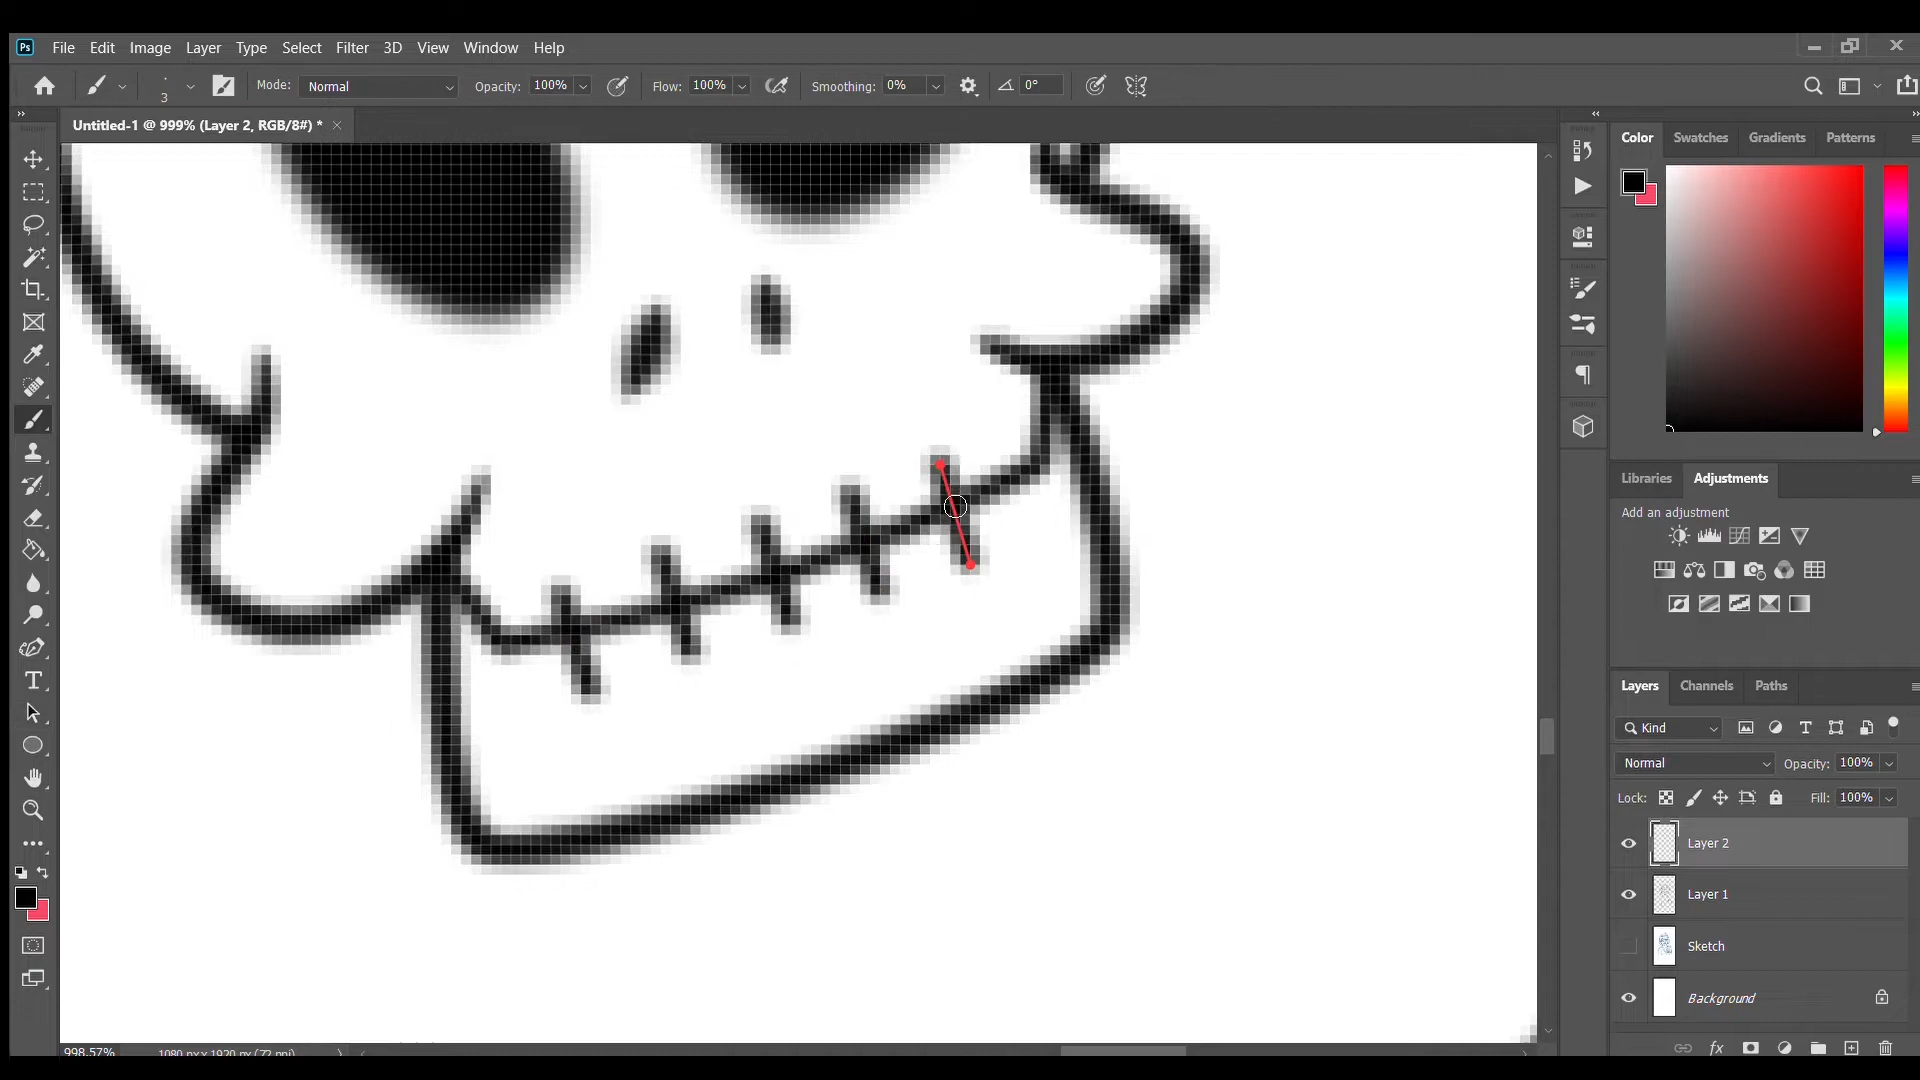 Ps File Edit Image Layer Type Select Filter 3D View Window Help
3 Mode: Normal Opacity: 100% Flow: 100% Smoothing: 0% 0°
Untitled-1 @ 999% (Layer 2, RGB/8#) *
Color Swatches Gradients Patterns
Libraries Adjustments
Add an adjustment
Layers Channels Paths
Kind
Normal Opacity: 100%
Lock: Fill: 100%
Layer 2
Layer 1
Sketch
Background
fx
998.57% 1080 px x 1920 px (72 ppi)